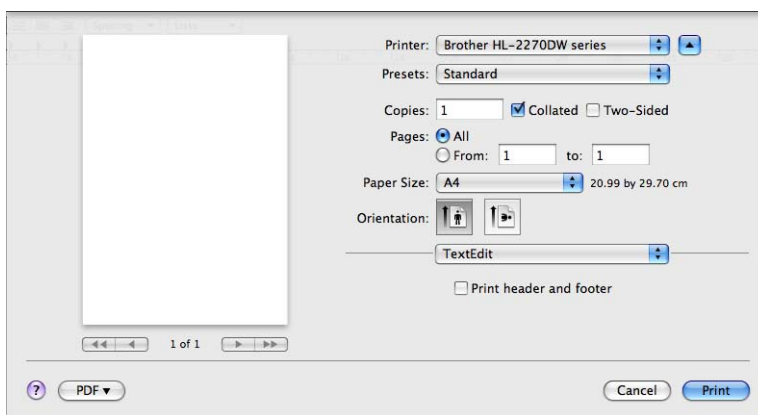 Spacing Lists
Printer: Brother HL-2270DW series
Presets: Standard
Copies: 1 Collated Two-Sided
Pages: All
From: 1 to: 1
Paper Size: A4 20.99 by 29.70 cm
Orientation:
TextEdit
Print header and footer
1 of 1
? PDF Cancel Print